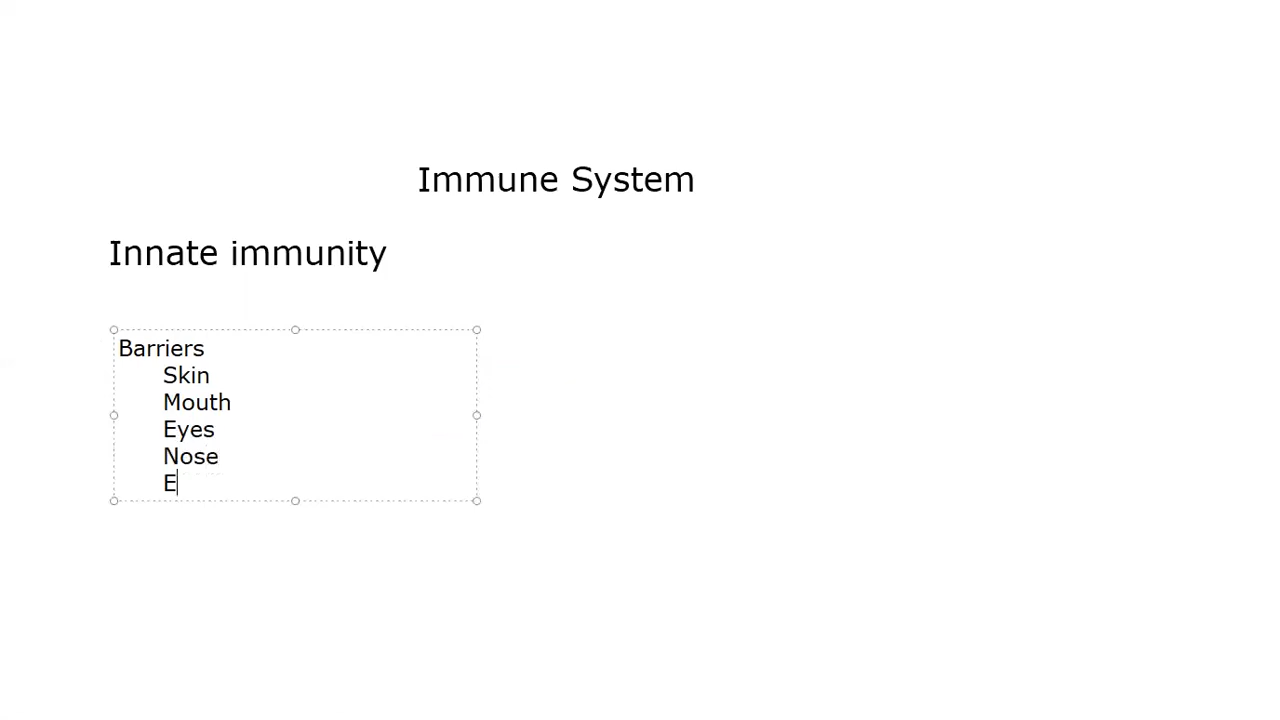 Immune System
Innate immunity
Barriers
Skin
Mouth
Eyes
Nose
E